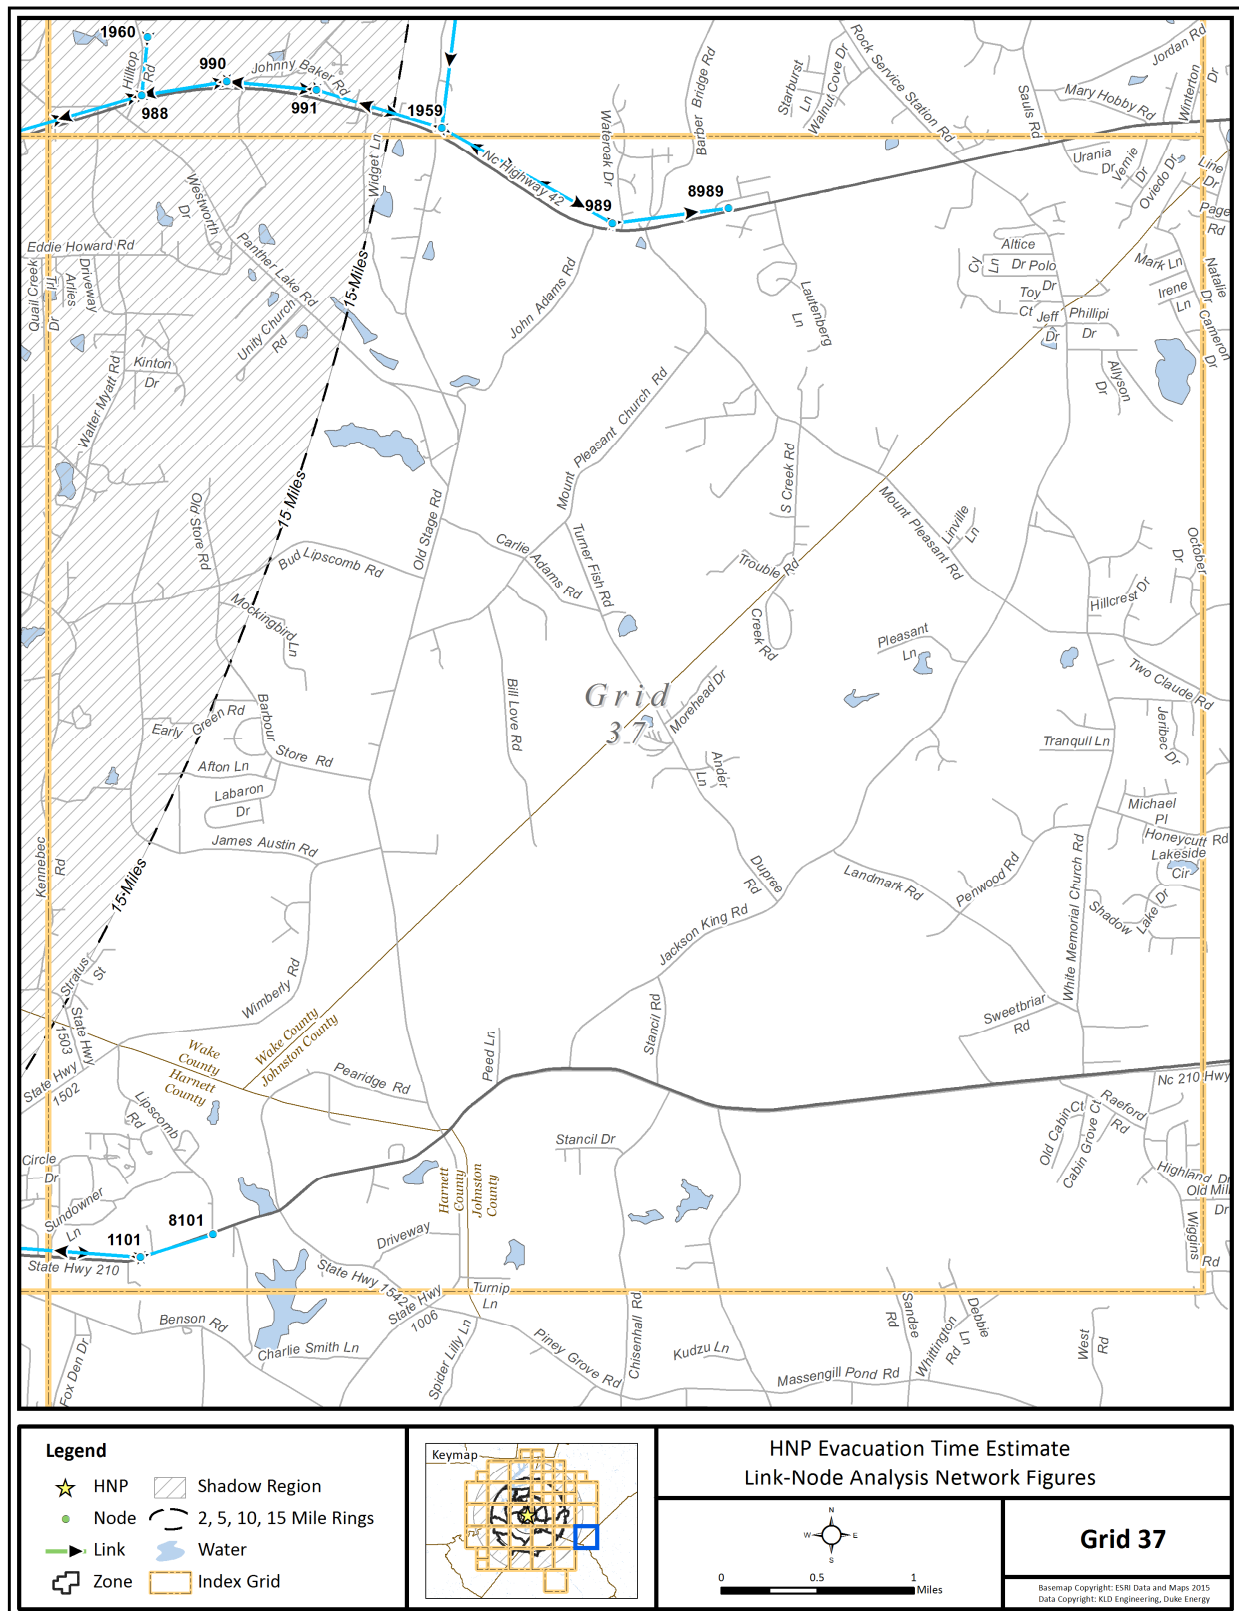 1960
Hilltop
Rd
990
Johnny Baker Rd
988
991
1959
Barber Bridge Rd
Starburst
Ln
Walnut Cove Dr
Rock Service Station Rd
Sauls Rd
Jordan Rd
Mary Hobby Rd
Winterton
Dr
Wateroak Dr
Widget Ln
Nc Highway 42
989
8989
Urania
Dr
Vernie
Dr
Oviedo Dr
Line
Dr
Page
Rd
Westworth
Dr
Eddie Howard Rd
Panther Lake Rd
15 Miles
Quail Creek
Dr
Trl
Arlies
Driveway
Unity Church
Rd
John Adams Rd
Lautenberg
Ln
Altice
Dr
Cy
Ln
Polo
Dr
Toy
Ct
Jeff
Dr
Phillipi
Dr
Mark Ln
Irene
Ln
Natalie
Dr
Cameron
Dr
Kinton
Dr
Walter Myatt Rd
Allyson
Dr
Mount Pleasant Church Rd
Old Store Rd
15 Miles
Old Stage Rd
S Creek Rd
Mount Pleasant Rd
Linville
Ln
Bud Lipscomb Rd
Carlie Adams Rd
Turner Fish Rd
Trouble Rd
October
Dr
Hillcrest Dr
Mockingbird
Ln
Creek Rd
Pleasant
Ln
Two Claude Rd
Grid
37
Morehead Dr
Bill Love Rd
Early Green Rd
Barbour
Store Rd
Afton Ln
Labaron
Dr
Ander
Ln
Tranquil Ln
Jeribec Dr
Michael
Pl
Honeycutt Rd
Lakeside
Cir
James Austin Rd
Kennebec
Rd
15 Miles
Dupree
Rd
Landmark Rd
Penwood Rd
White Memorial Church Rd
Shadow
Lake Dr
Jackson King Rd
Stratus
St
Wimberly Rd
Stancil Rd
Sweetbriar
Rd
State Hwy
1503
Wake
County
Harnett
County
Wake County
Johnston County
Peed Ln
Pearidge Rd
State Hwy
1502
Lipscomb
Rd
Nc 210 Hwy
Raeford
Rd
Old Cabin Ct
Cabin Grove Ct
Stancil Dr
Circle
Dr
Harnett
County
Johnston
County
Highland Dr
Old Mill
Dr
Wiggins
Rd
Sundowner
Ln
8101
1101
State Hwy 210
Driveway
State Hwy 1542
State Hwy
1006
Turnip
Ln
Benson Rd
Charlie Smith Ln
Fox Den Dr
Spider Lilly Ln
Piney Grove Rd
Chisenhall Rd
Kudzu Ln
Massengill Pond Rd
Sandee
Rd
Whittington
Rd
Debbie
Ln
West
Rd
Legend
HNP
Shadow Region
Node
2, 5, 10, 15 Mile Rings
Link
Water
Zone
Index Grid
Keymap
HNP Evacuation Time Estimate
Link-Node Analysis Network Figures
N
W
E
S
0
0.5
1
Miles
Grid 37
Basemap Copyright: ESRI Data and Maps 2015
Data Copyright: KLD Engineering, Duke Energy